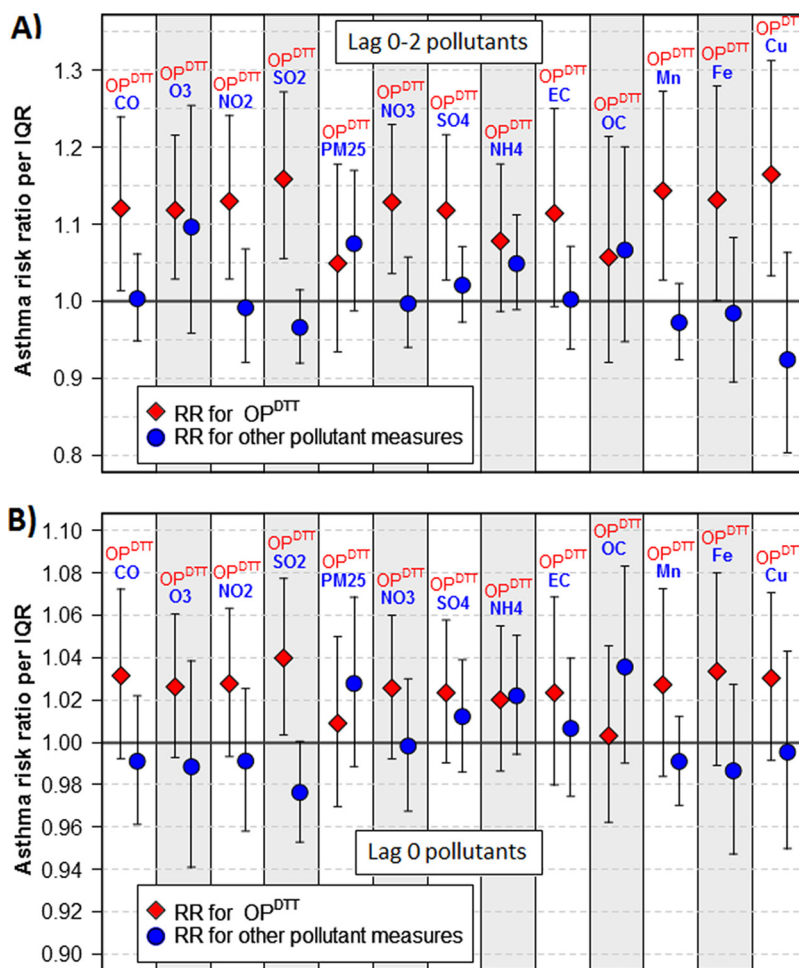 A)
Lag 0-2 pollutants
Asthma risk ratio per IQR
1.3
1.2
1.1
1.0
0.9
0.8
OP^DTT
CO
OP^DTT
O3
OP^DTT
NO2
OP^DTT
SO2
OP^DTT
PM25
OP^DTT
NO3
OP^DTT
SO4
OP^DTT
NH4
OP^DTT
EC
OP^DTT
OC
OP^DTT
Mn
OP^DTT
Fe
OP^DTT
Cu
RR for OP^DTT
RR for other pollutant measures
B)
Asthma risk ratio per IQR
1.10
1.08
1.06
1.04
1.02
1.00
0.98
0.96
0.94
0.92
0.90
OP^DTT
CO
OP^DTT
O3
OP^DTT
NO2
OP^DTT
SO2
OP^DTT
PM25
OP^DTT
NO3
OP^DTT
SO4
OP^DTT
NH4
OP^DTT
EC
OP^DTT
OC
OP^DTT
Mn
OP^DTT
Fe
OP^DTT
Cu
Lag 0 pollutants
RR for OP^DTT
RR for other pollutant measures